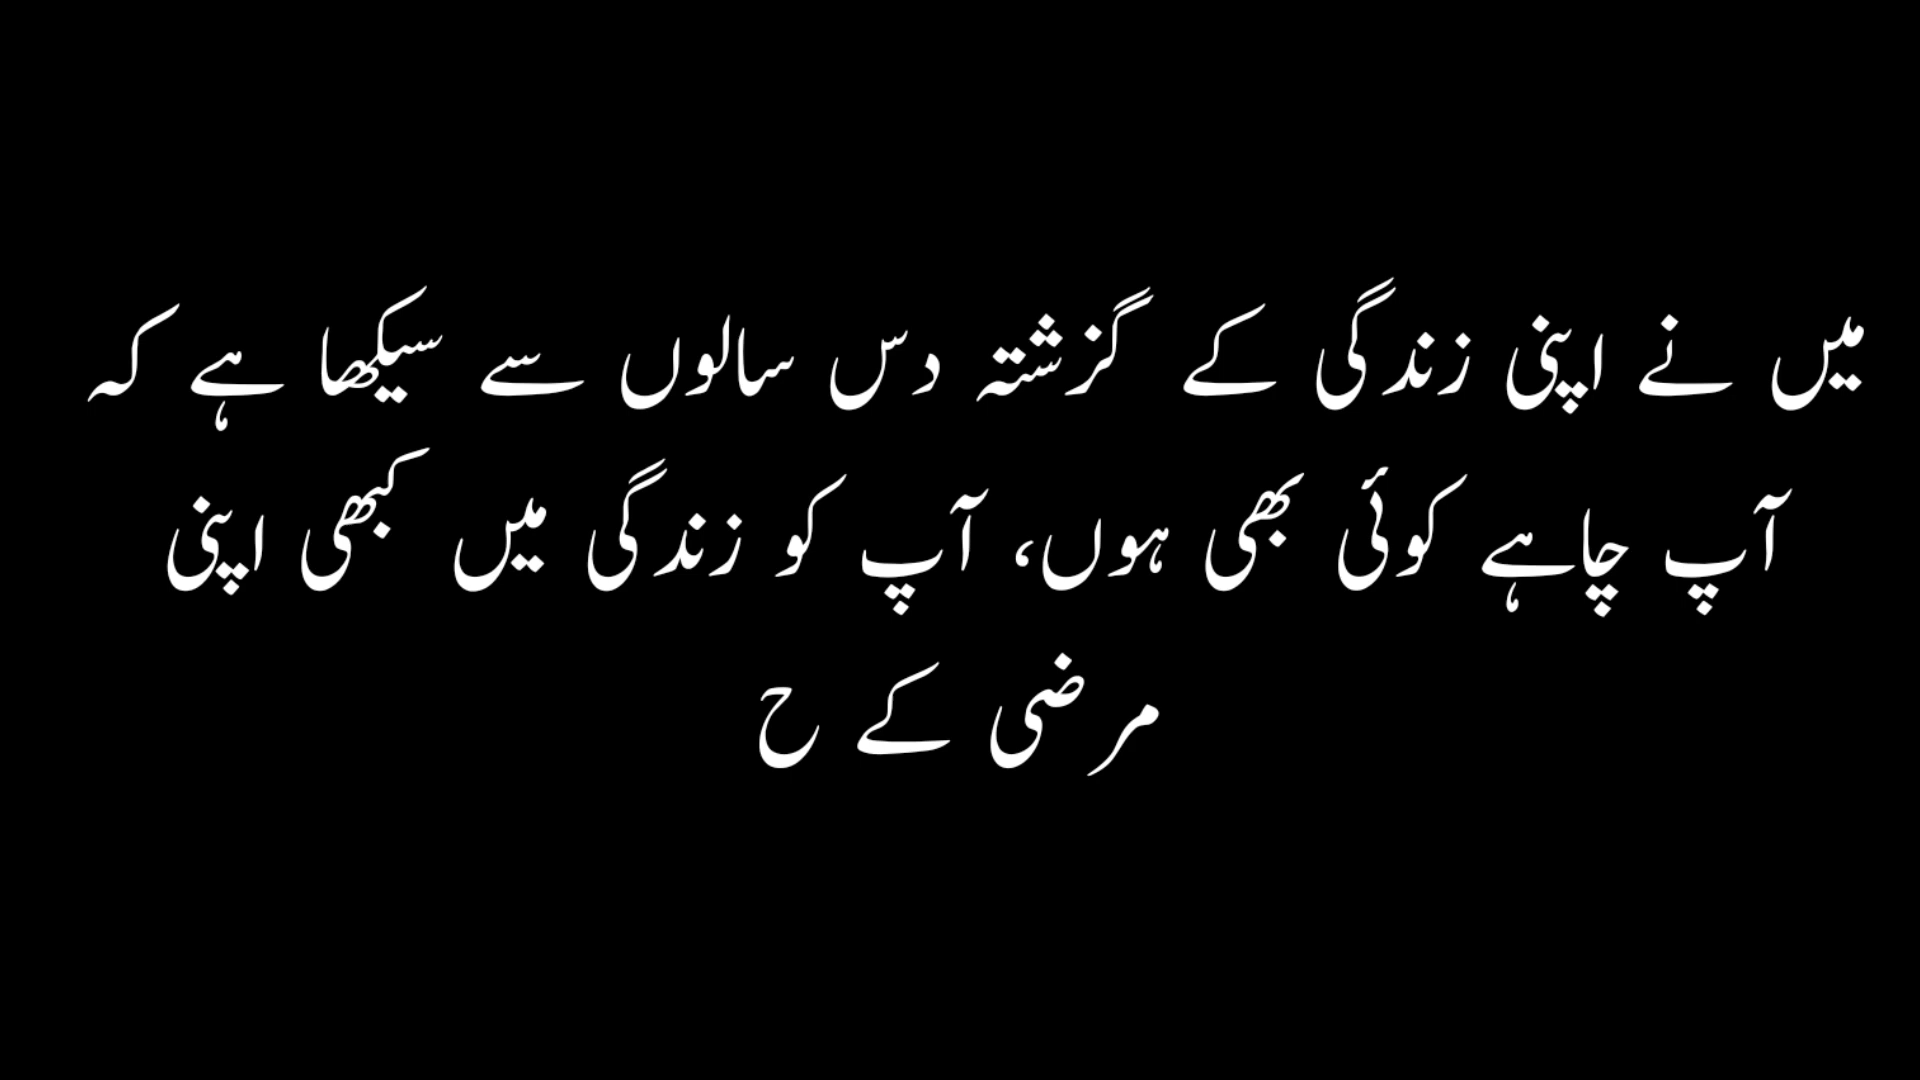 میں نے اپنی زندگی کے گزشتہ دس سالوں سے سیکھا ہے کہ
آپ چاہے کوئی بھی ہوں، آپ کو زندگی میں کبھی اپنی
مرضی کے ح